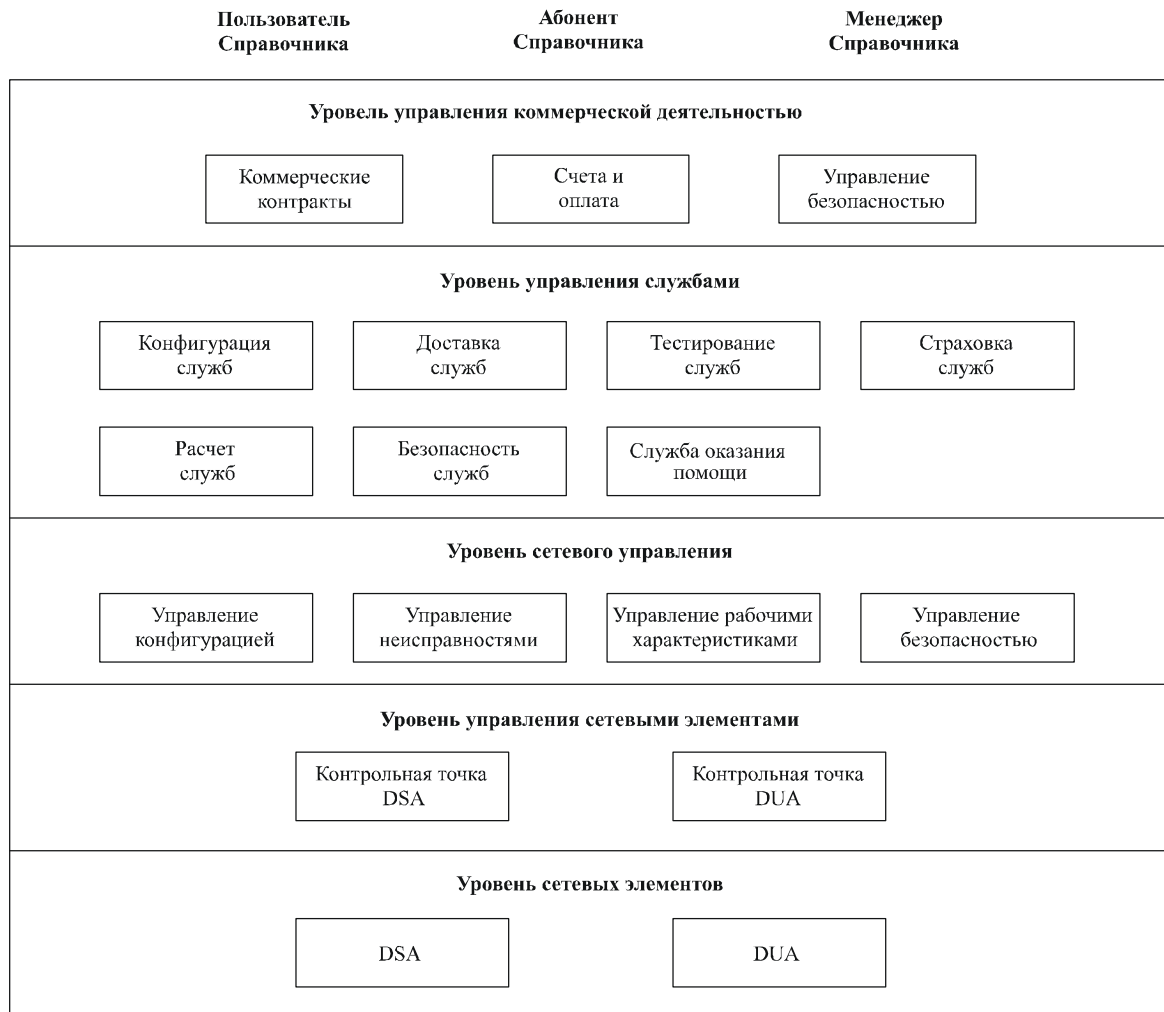 Пользователь
Справочника
Абонент
Справочника
Менеджер
Справочника
Уровель управления коммерческой деятельностью
Коммерческие
контракты
Счета и
оплата
Управление
безопасностью
Уровень управления службами
Конфигурация
служб
Доставка
служб
Тестирование
служб
Страховка
служб
Расчет
служб
Безопасность
служб
Служба оказания
помощи
Уровень сетевого управления
Управление
конфигурацией
Управление
неисправностями
Управление рабочими
характеристиками
Управление
безопасностью
Уровень управления сетевыми элементами
Контрольная точка
DSA
Контрольная точка
DUA
Уровень сетевых элементов
DSA
DUA